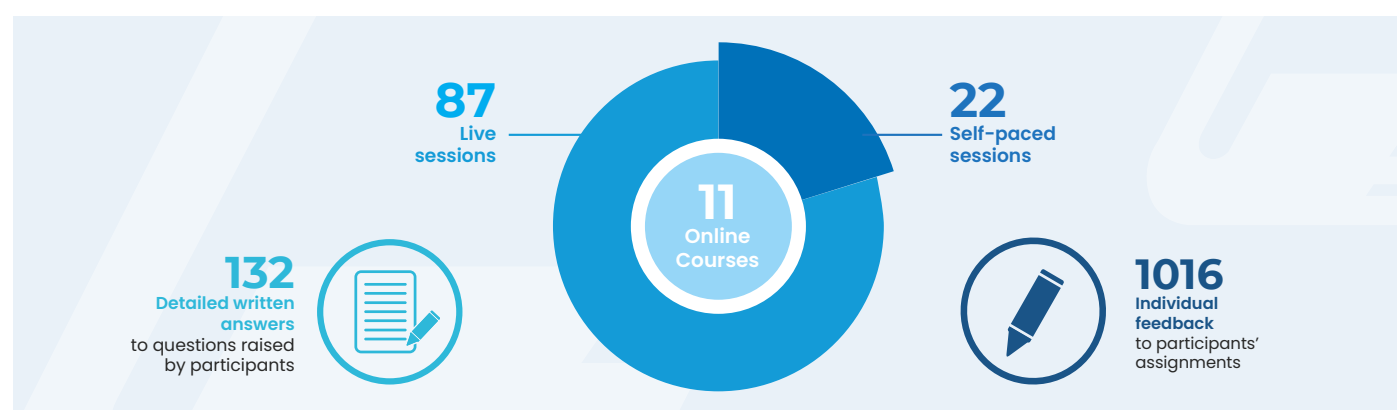 87
Live
sessions
22
Self-paced
sessions
11
Online
Courses
132
Detailed written
answers
to questions raised
by participants
1016
Individual
feedback
to participants’
assignments